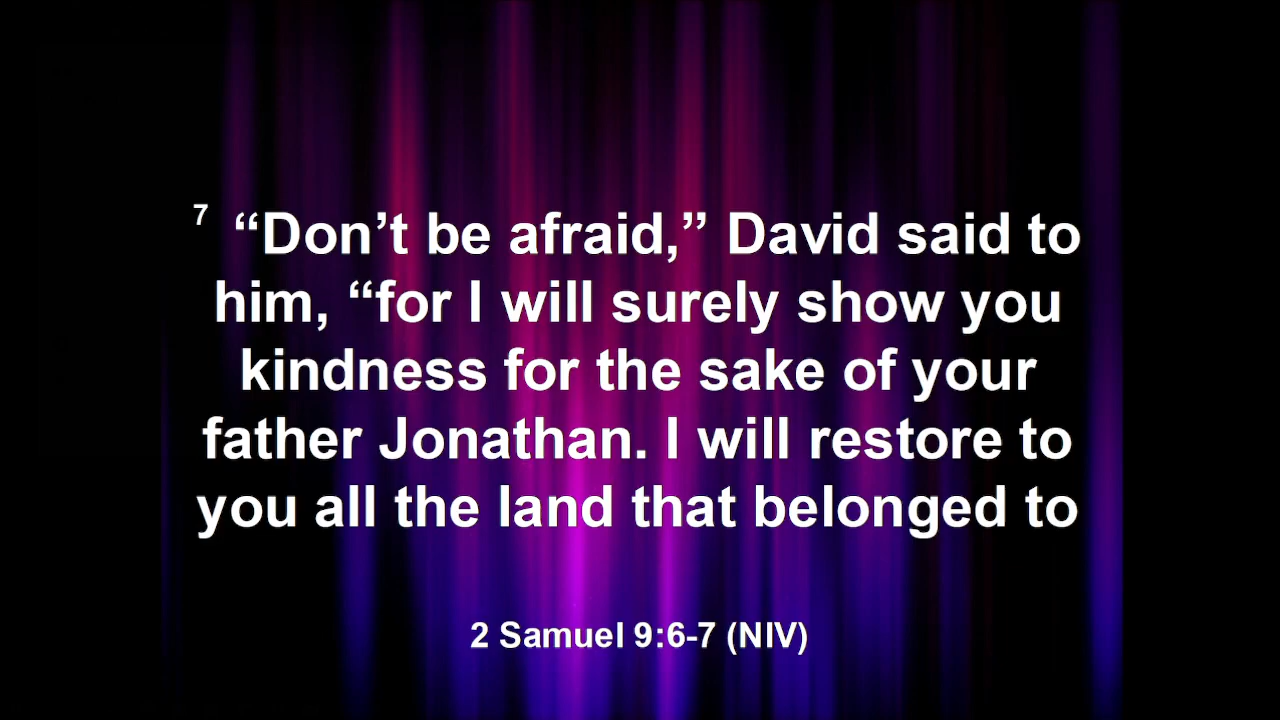 7 “Don’t be afraid,” David said to
him, “for I will surely show you
kindness for the sake of your
father Jonathan. I will restore to
you all the land that belonged to
2 Samuel 9:6-7 (NIV)